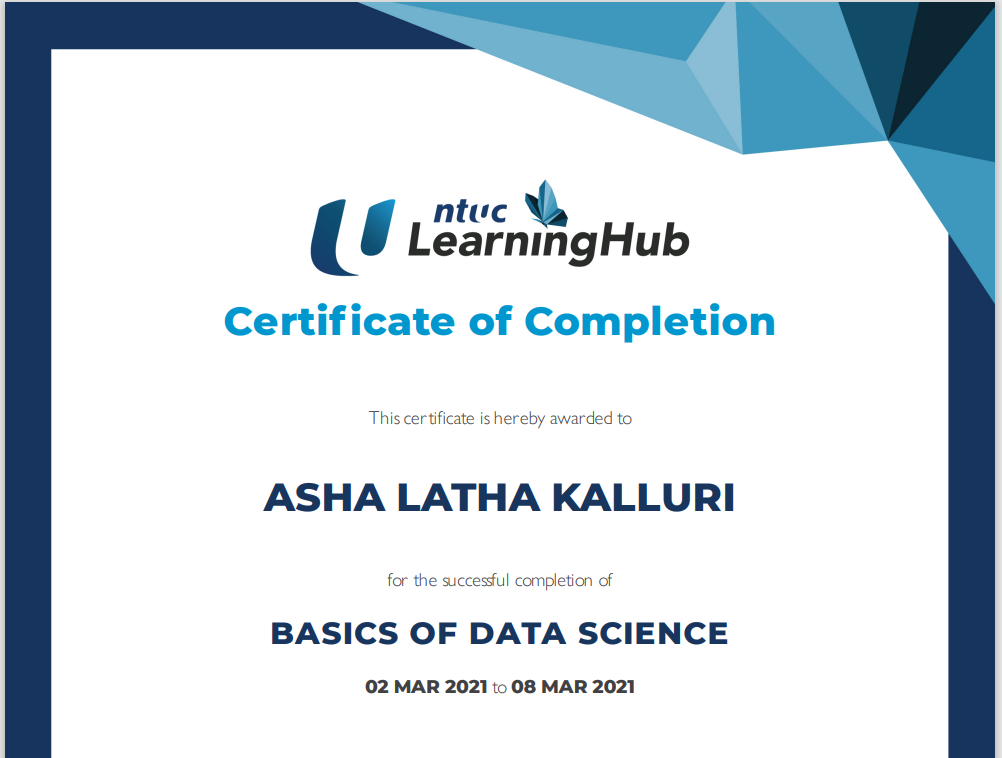 ntuc
LearningHub
Certificate of Completion
This certificate is hereby awarded to
ASHA LATHA KALLURI
for the successful completion of
BASICS OF DATA SCIENCE
02 MAR 2021 to 08 MAR 2021